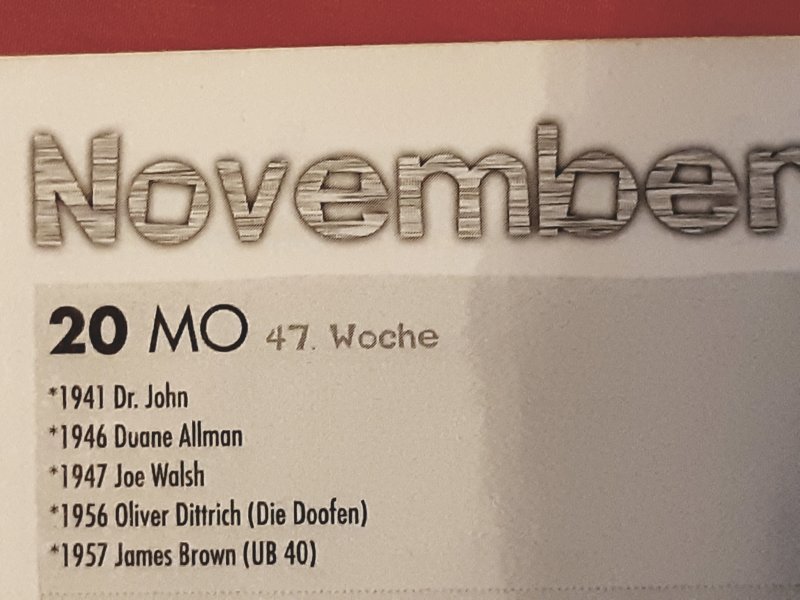 November
20 MO 47. Woche
*1941 Dr. John
*1946 Duane Allman
*1947 Joe Walsh
*1956 Oliver Dittrich (Die Doofen)
*1957 James Brown (UB 40)